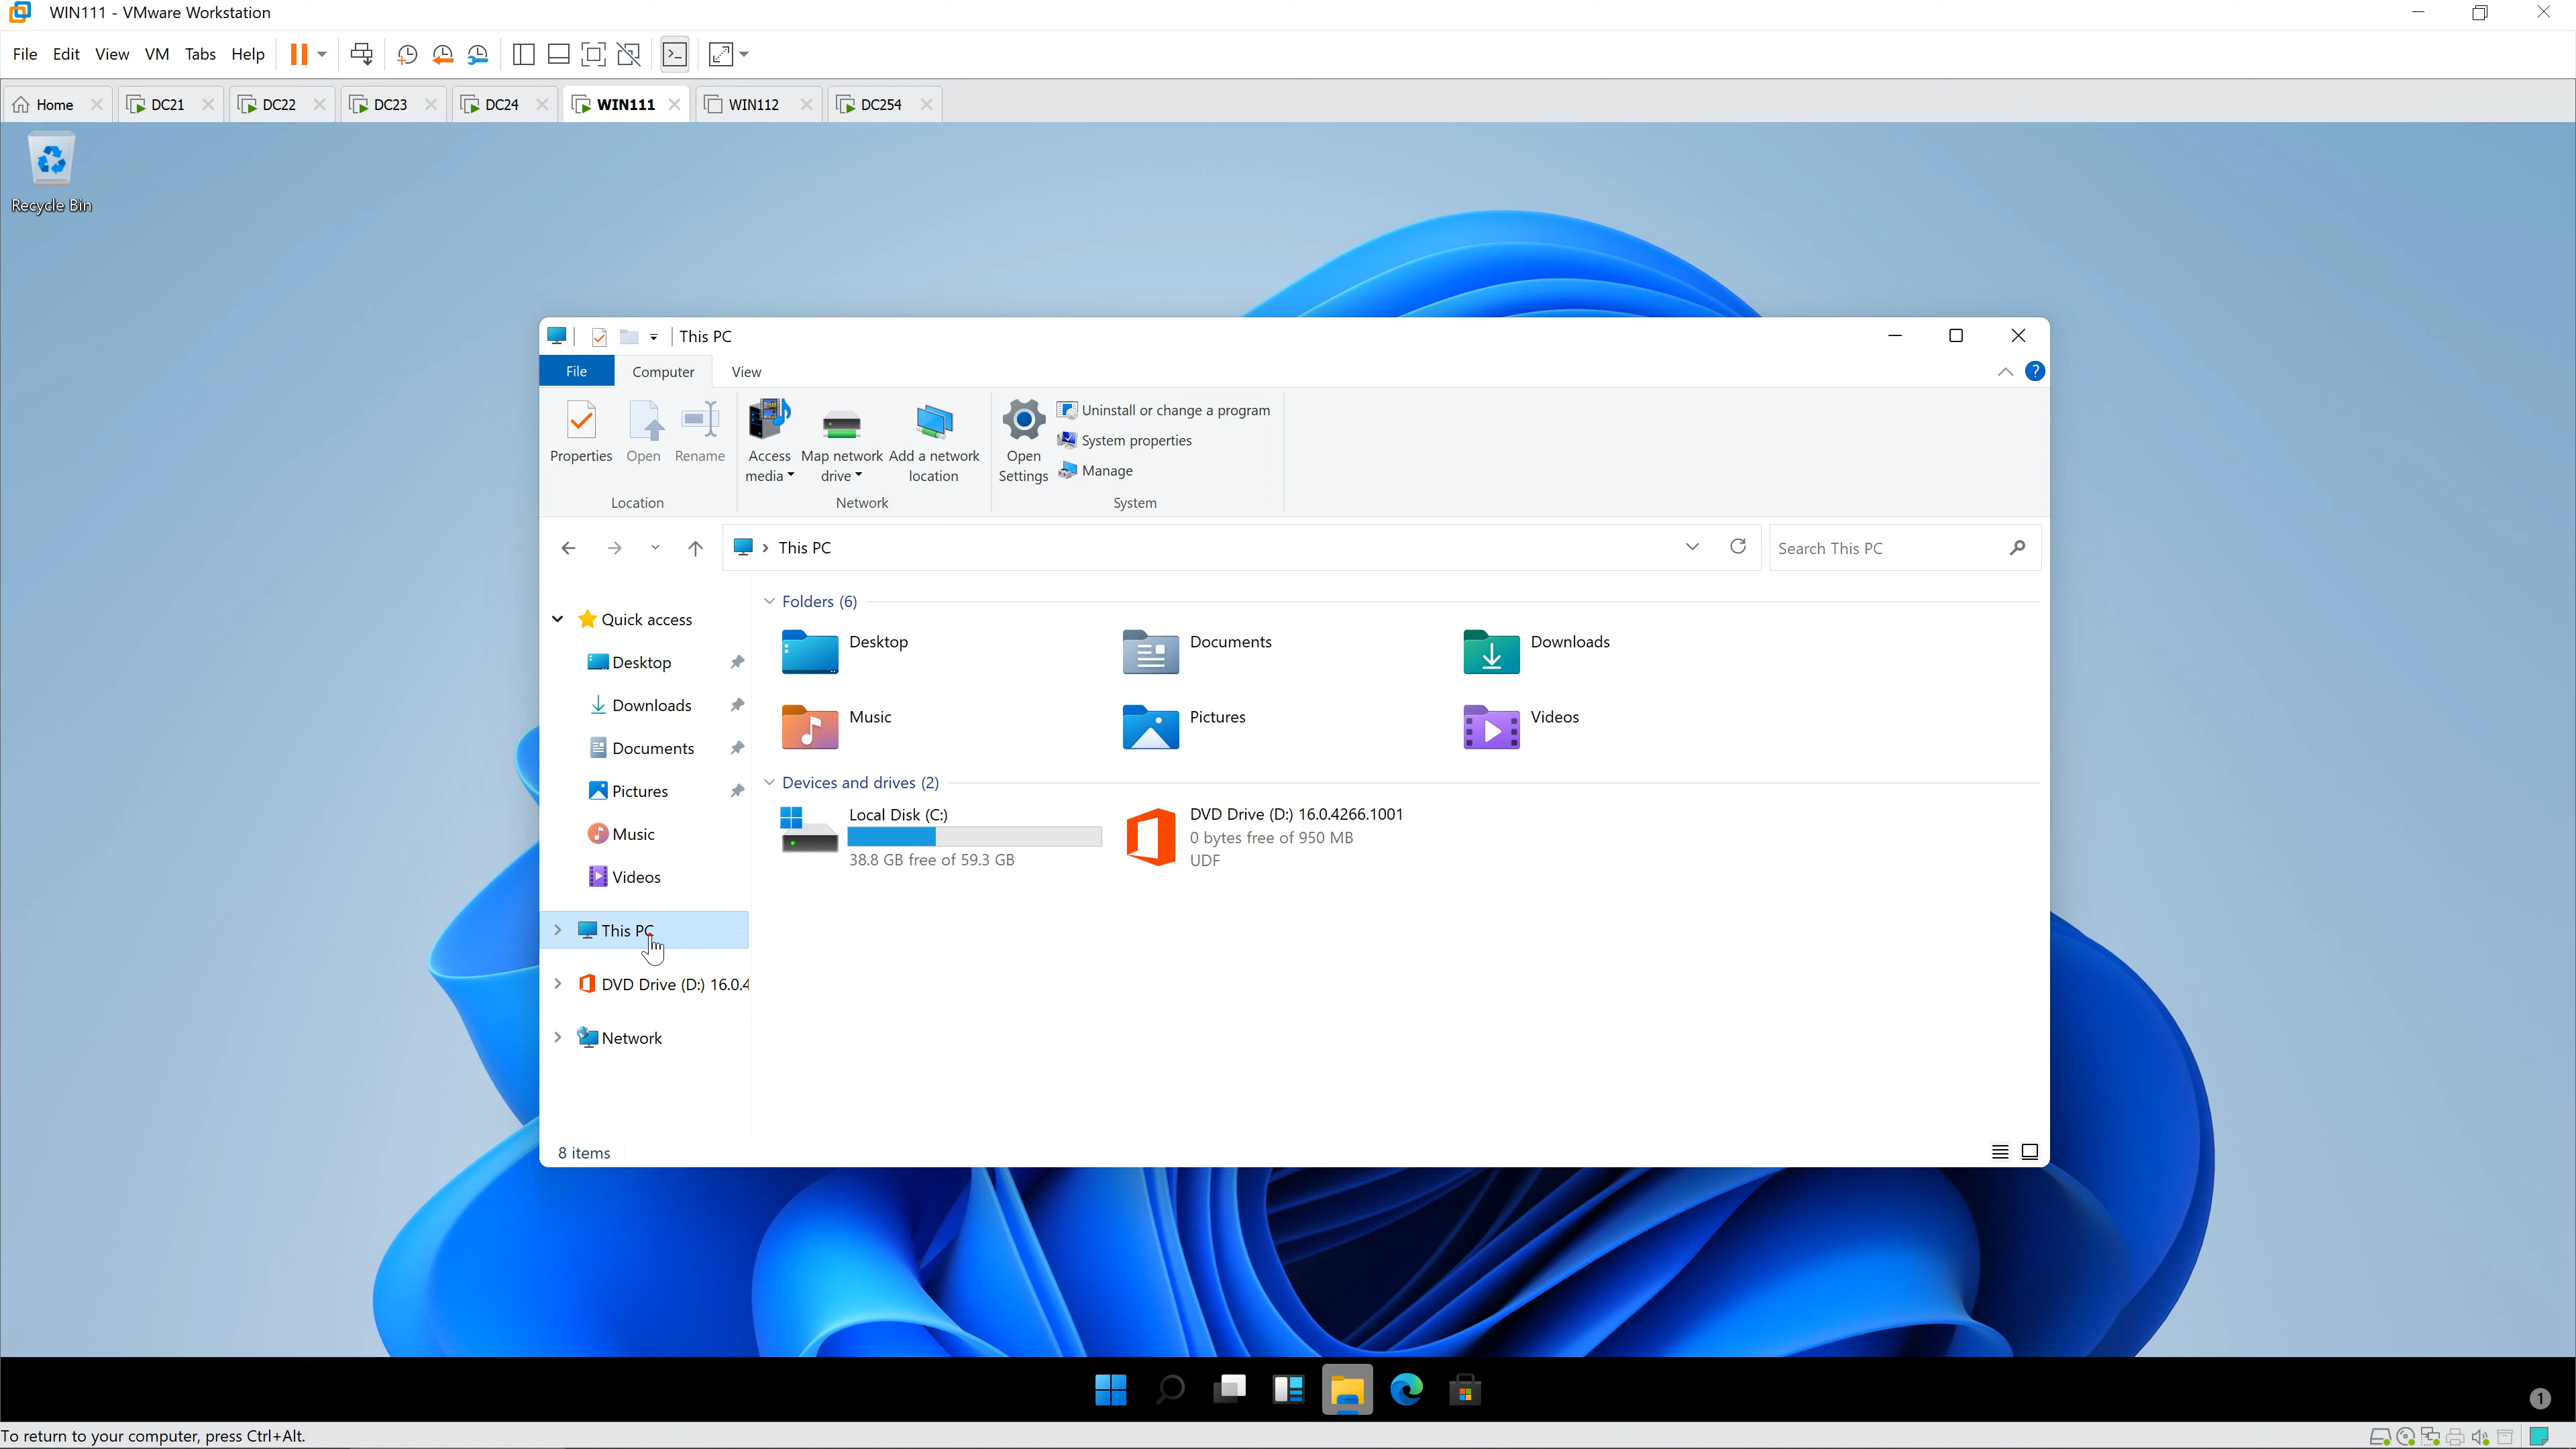 WIN111 - VMware Workstation
File Edit View VM Tabs Help
Home DC21 DC22 DC23 DC24 WIN111 WIN112 DC254
Recycle Bin
This PC
File Computer View
?
Properties Open Rename
Access media Map network drive Add a network location
Open Settings
Uninstall or change a program
System properties
Manage
Location Network System
This PC
Search This PC
Quick access
Desktop
Downloads
Documents
Pictures
Music
Videos
This PC
DVD Drive (D:) 16.0.4
Network
Folders (6)
Desktop Documents Downloads
Music Pictures Videos
Devices and drives (2)
Local Disk (C:)
38.8 GB free of 59.3 GB
DVD Drive (D:) 16.0.4266.1001
0 bytes free of 950 MB
UDF
8 items
1
To return to your computer, press Ctrl+Alt.